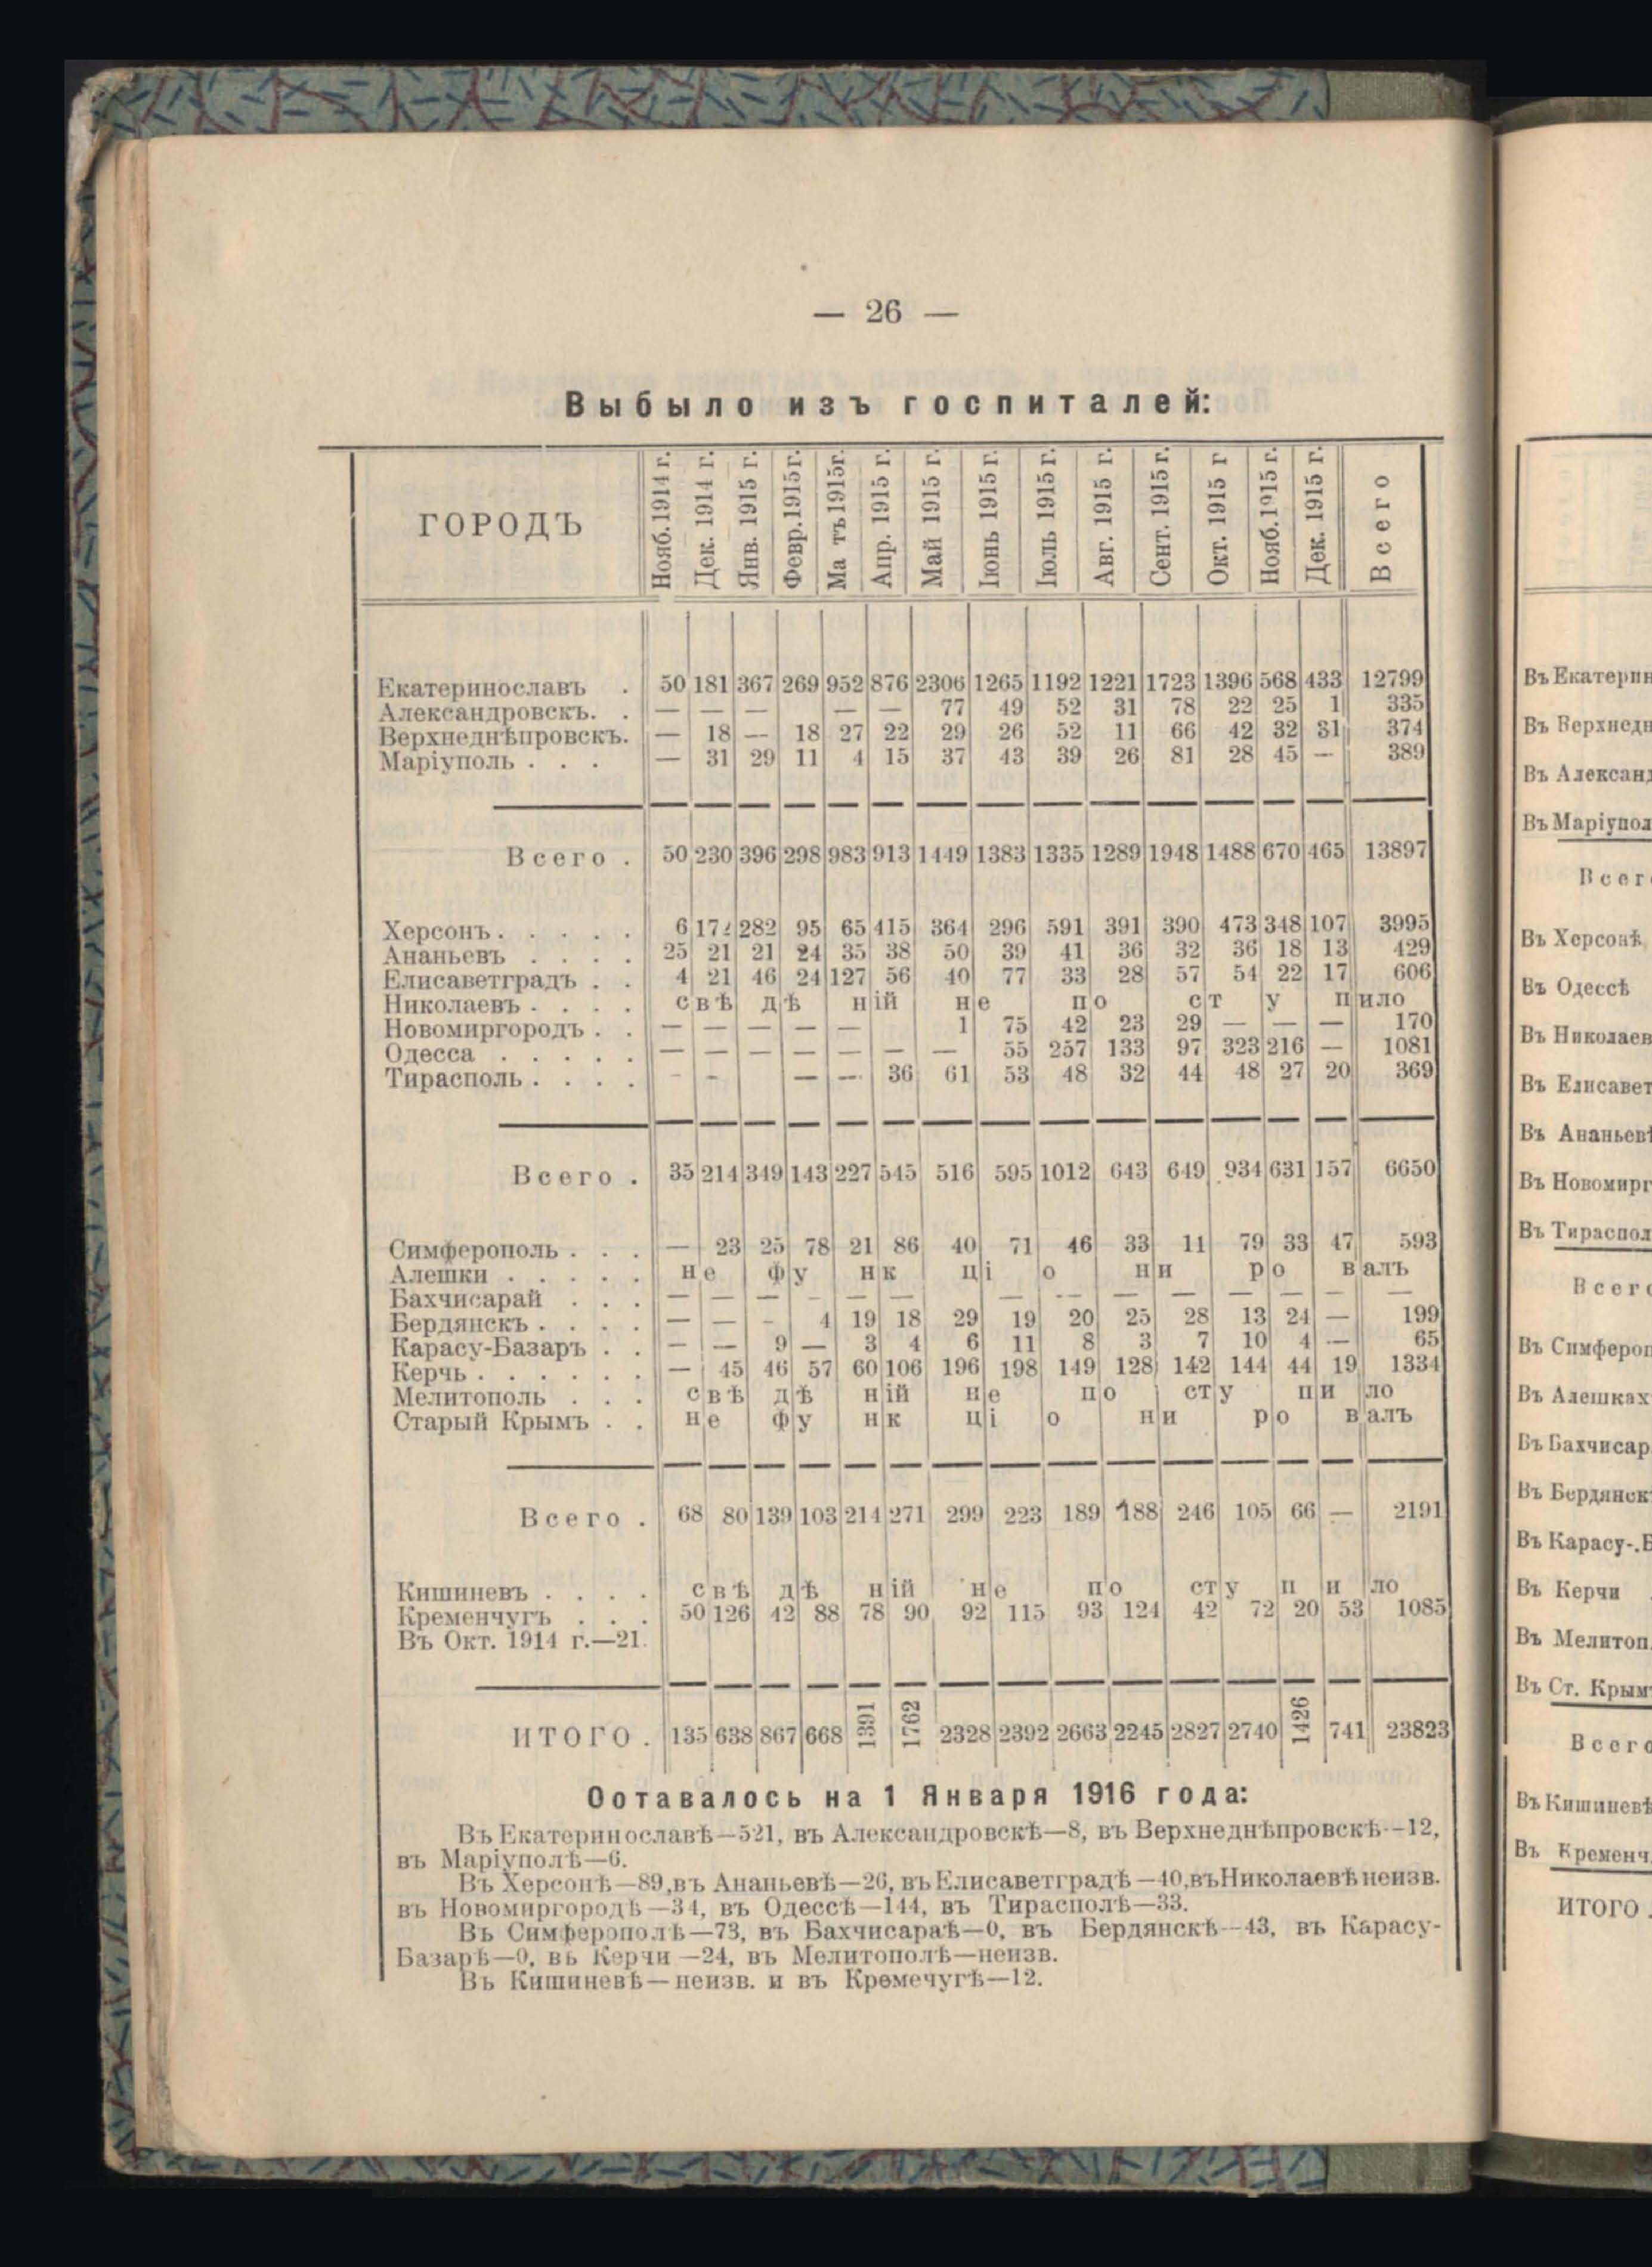 — 26 —
Выбыло изъ госпиталей:
ГОРОДЪ Нояб. 1914 г. Дек. 1914 г. Янв. 1915 г. Февр. 1915 г. Ма тъ 1915 г. Апр. 1915 г. Май 1915 г. Іюнь 1915 г. Іюль 1915 г. Авг. 1915 г. Сент. 1915 г. Окт. 1915 г Нояб. 1915 г. Дек. 1915 г. Всего
Екатеринославъ . 50 181 367 269 952 876 2306 1265 1192 1221 1723 1396 568 433 12799
Александровскъ. . — — — — — 77 49 52 31 78 22 25 1 335
Верхнеднѣпровскъ. — 18 — 18 27 22 29 26 52 11 66 42 32 31 374
Маріуполь . . . — 31 29 11 4 15 37 43 39 26 81 28 45 — 389
Всего . 50 230 396 298 983 913 1449 1383 1335 1289 1948 1488 670 465 13897
Херсонъ . . . . . 6 172 282 95 65 415 364 296 591 391 390 473 348 107 3995
Ананьевъ . . . . 25 21 21 24 35 38 50 39 41 36 32 36 18 13 429
Елисаветградъ . . 4 21 46 24 127 56 40 77 33 28 57 54 22 17 606
Николаевъ . . . . свѣдѣній не поступило
Новомиргородъ . . — — — — — 1 75 42 23 29 — — — 170
Одесса . . . . . — — — — — — — 55 257 133 97 323 216 — 1081
Тирасполь . . . . - - — — 36 61 53 48 32 44 48 27 20 369
Всего . 35 214 349 143 227 545 516 595 1012 643 649 934 631 157 6650
Симферополь . . . — 23 25 78 21 86 40 71 46 33 11 79 33 47 593
Алешки . . . . . не функціонировалъ
Бахчисарай . . . — — — - — — — -- — — — — — —
Бердянскъ . . . . — — - 4 19 18 29 19 20 25 28 13 24 — 199
Карасу-Базаръ . . — — 9 — 3 4 6 11 8 3 7 10 4 — 65
Керчь . . . . . . — 45 46 57 60 106 196 198 149 128 142 144 44 19 1334
Мелитополь . . . свѣдѣній не поступило
Старый Крымъ . . не функціонировалъ
Всего . 68 80 139 103 214 271 299 223 189 188 246 105 66 — 2191
Кишиневъ . . . . свѣдѣній не поступило
Кременчугъ . . . 50 126 42 88 78 90 92 115 93 124 42 72 20 53 1085
Въ Окт. 1914 г.—21.
ИТОГО . 135 638 867 668 1391 1762 2328 2392 2663 2245 2827 2740 1426 741 23823
Оотавалось на 1 Января 1916 года:
Въ Екатеринославѣ—521, въ Александровскѣ—8, въ Верхнеднѣпровскѣ--12,
въ Маріуполѣ—6.
Въ Херсонѣ—89,въ Ананьевѣ—26, въ Елисаветградѣ—40,въ Николаевѣ неизв.
въ Новомиргородѣ—34, въ Одессѣ—144, въ Тирасполѣ—33.
Въ Симферополѣ—73, въ Бахчисараѣ—0, въ Бердянскѣ--43, въ Карасу-
Базарѣ—0, въ Керчи —24, въ Мелитополѣ—неизв.
Въ Кишиневѣ—неизв. и въ Кремечугѣ—12.
Въ Екатерин
Въ Верхнедн
Въ Александ
Въ Маріупол
Всег
Въ Херсонѣ
Въ Одессѣ
Въ Николаев
Въ Елисавет
Въ Ананьевѣ
Въ Новомирг
Въ Тираспол
Всего
Въ Симфероп
Въ Алешках
Въ Бахчисар
Въ Бердянск
Въ Карасу-.Б
Въ Керчи
Въ Мелитоп.
Въ Ст. Крым
Всего
Въ Кишиневѣ
Въ Кременч
ИТОГО .